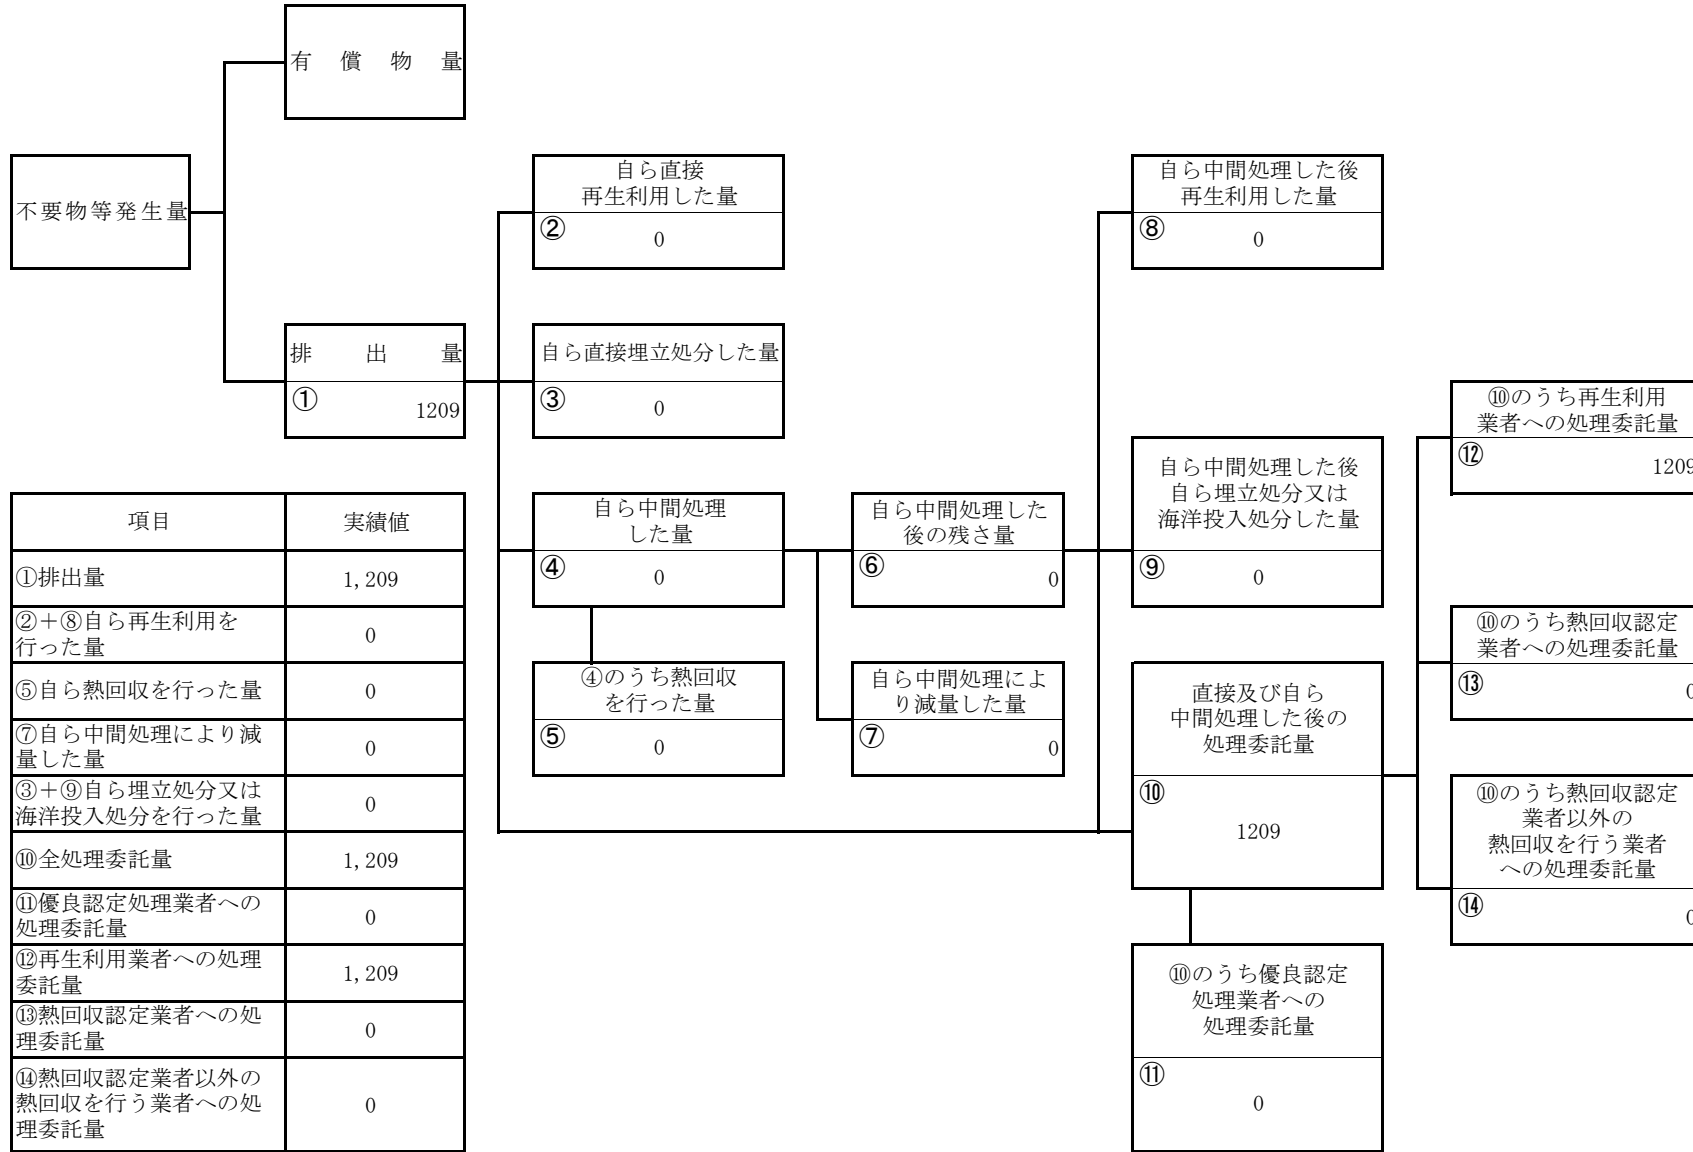 有償物量
不要物等発生量
排出量
①
1209
自ら直接
再生利用した量
②
0
自ら直接埋立処分した量
③
0
自ら中間処理
した量
④
0
④のうち熱回収
を行った量
⑤
0
自ら中間処理した
後の残さ量
⑥
0
自ら中間処理によ
り減量した量
⑦
0
自ら中間処理した後
再生利用した量
⑧
0
自ら中間処理した後
自ら埋立処分又は
海洋投入処分した量
⑨
0
直接及び自ら
中間処理した後の
処理委託量
⑩
1209
⑩のうち優良認定
処理業者への
処理委託量
⑪
0
⑩のうち再生利用
業者への処理委託量
⑫
1209
⑩のうち熱回収認定
業者への処理委託量
⑬
0
⑩のうち熱回収認定
業者以外の
熱回収を行う業者
への処理委託量
⑭
0
項目 実績値
①排出量 1,209
②＋⑧自ら再生利用を
行った量 0
⑤自ら熱回収を行った量 0
⑦自ら中間処理により減
量した量 0
③＋⑨自ら埋立処分又は
海洋投入処分を行った量 0
⑩全処理委託量 1,209
⑪優良認定処理業者への
処理委託量 0
⑫再生利用業者への処理
委託量 1,209
⑬熱回収認定業者への処
理委託量 0
⑭熱回収認定業者以外の
熱回収を行う業者への処
理委託量 0